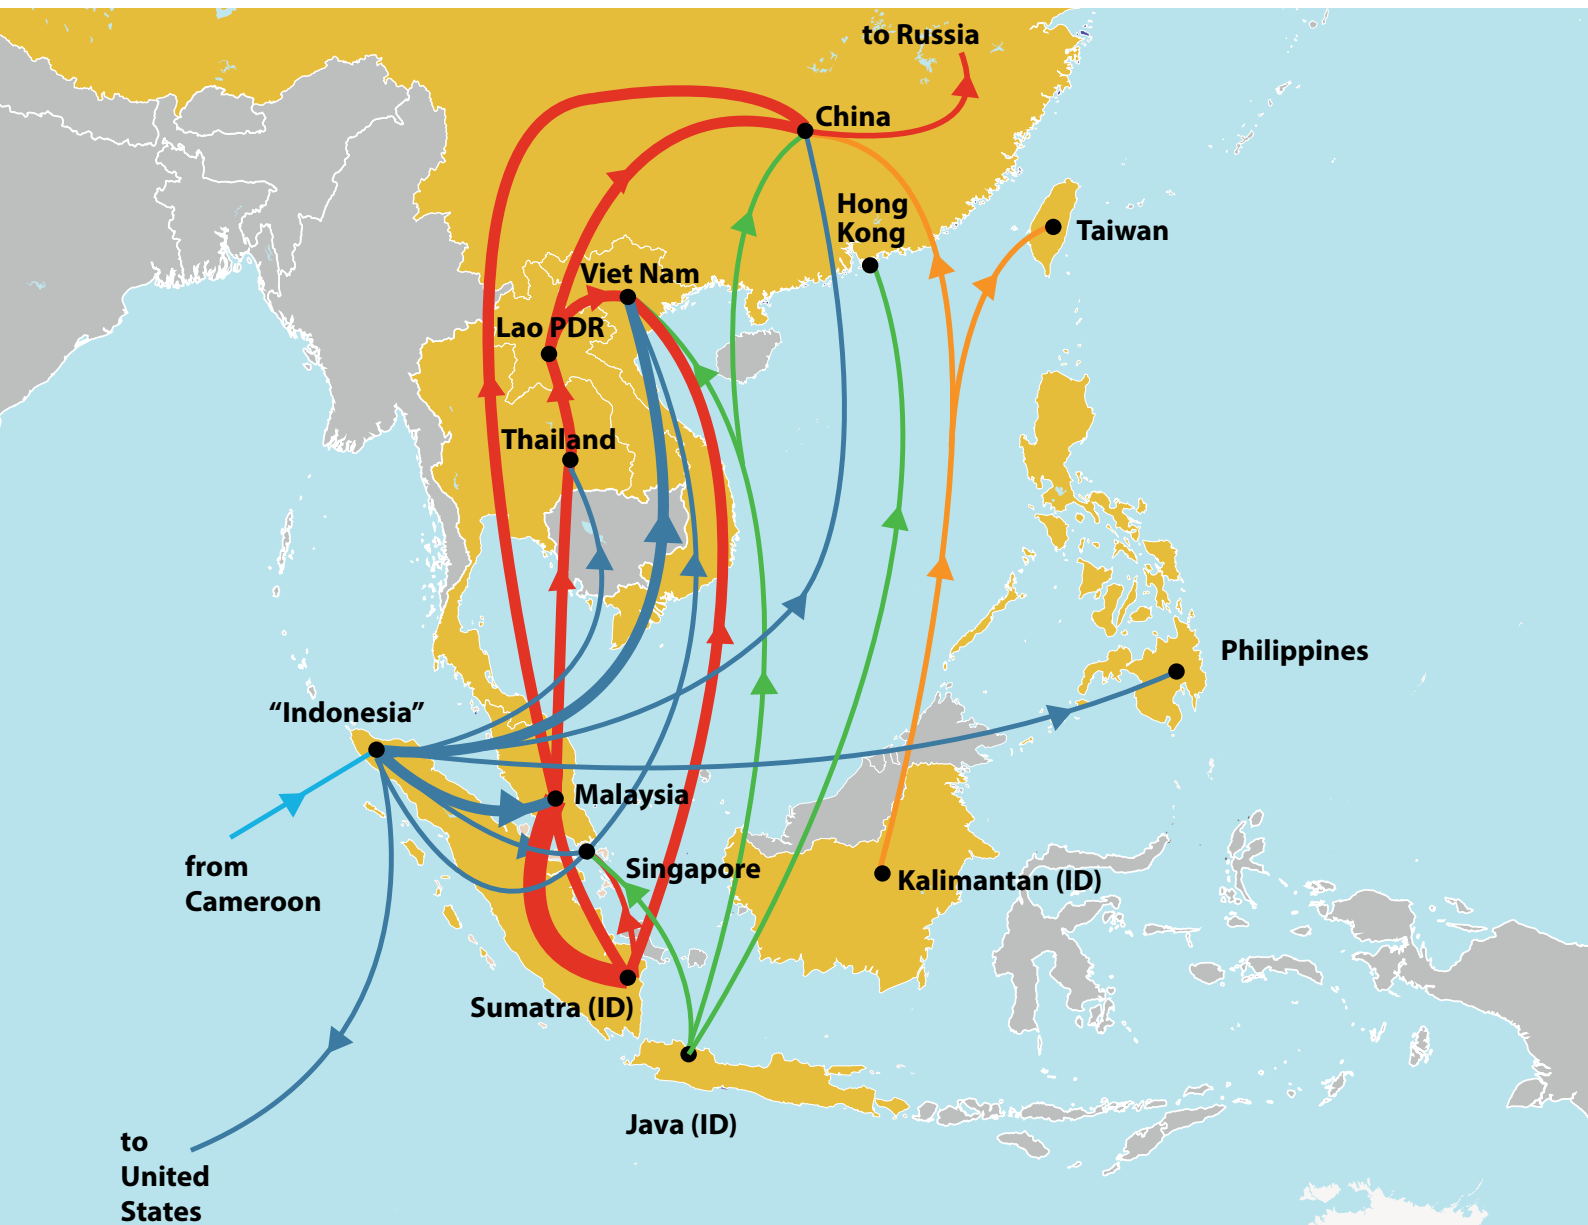 to Russia
China
Hong
Kong
Taiwan
Viet Nam
Lao PDR
Thailand
Philippines
“Indonesia”
Malaysia
from
Cameroon
Singapore
Kalimantan (ID)
Sumatra (ID)
Java (ID)
to
United
States